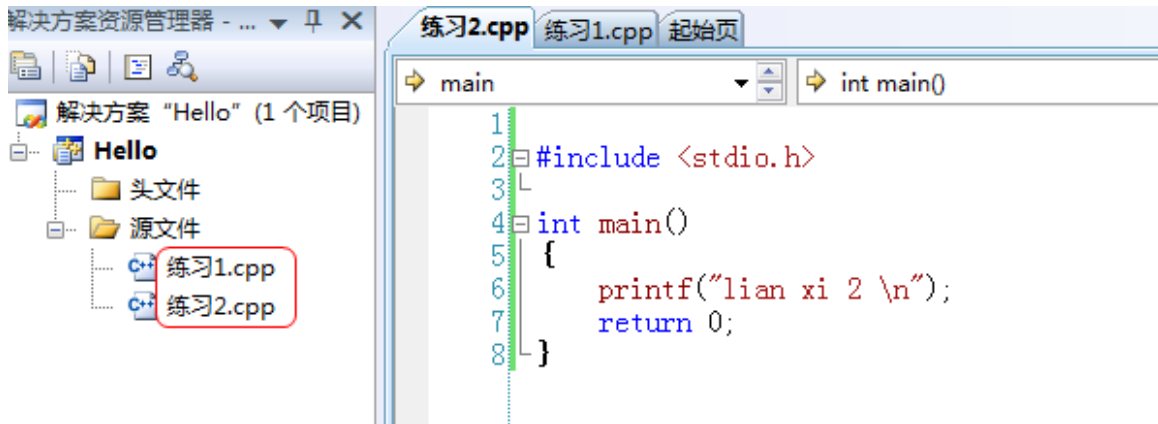 解决方案资源管理器 - ...
解决方案 "Hello" (1 个项目)
Hello
头文件
源文件
练习1.cpp
练习2.cpp
练习2.cpp 练习1.cpp 起始页
main int main()
1
2 #include <stdio.h>
3
4 int main()
5 {
6 printf("lian xi 2 \n");
7 return 0;
8 }